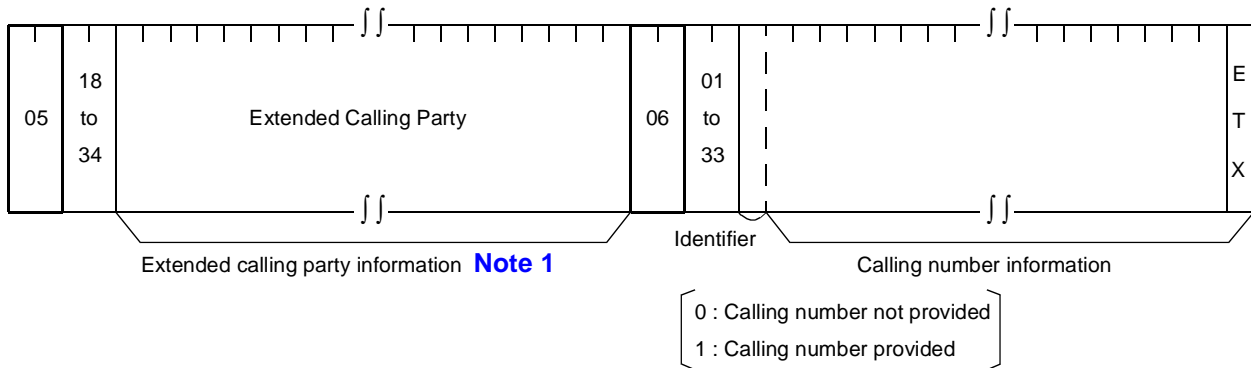 05
18
to
34
Extended Calling Party
06
01
to
33
E
T
X
Identifier
Extended calling party information Note 1
Calling number information
0 : Calling number not provided
1 : Calling number provided